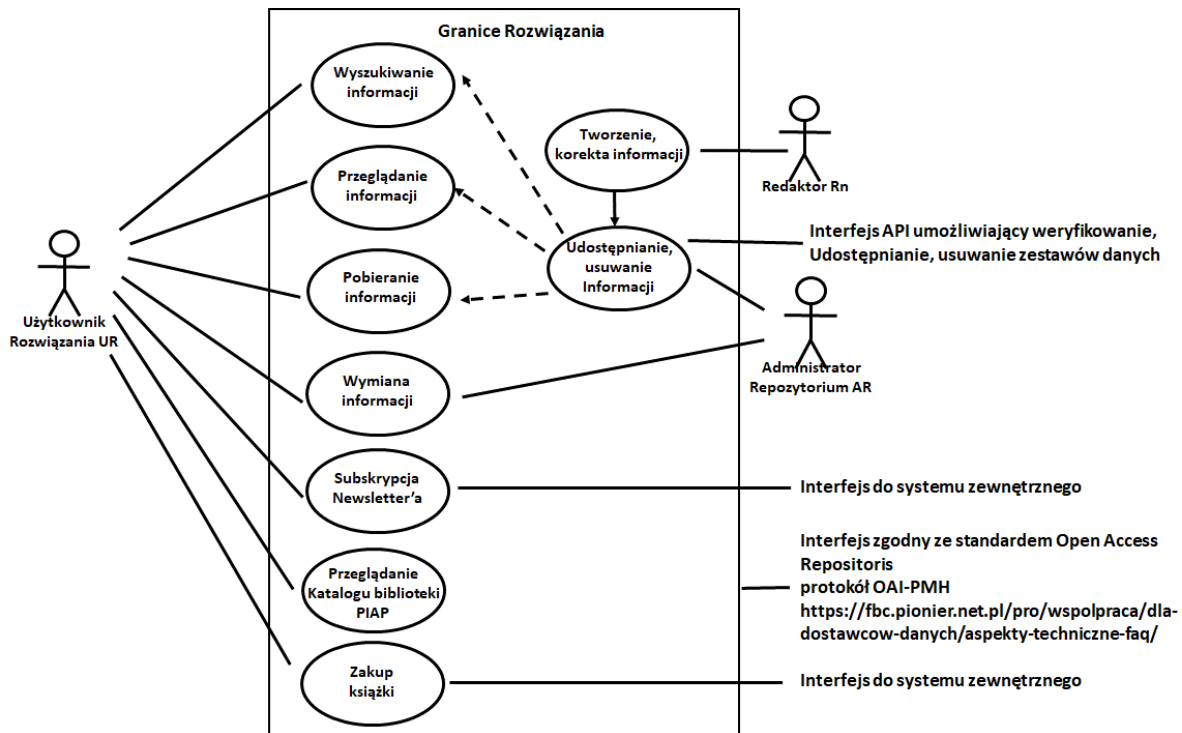 Granice Rozwiązania
Wyszukiwanie
informacji
Tworzenie,
korekta informacji
Redaktor Rn
Przeglądanie
informacji
Udostępnianie,
usuwanie
Informacji
Interfejs API umożliwiający weryfikowanie,
Udostępnianie, usuwanie zestawów danych
Pobieranie
informacji
Użytkownik
Rozwiązania UR
Administrator
Repozytorium AR
Wymiana
informacji
Subskrypcja
Newsletter’a
Interfejs do systemu zewnętrznego
Przeglądanie
Katalogu biblioteki
PIAP
Interfejs zgodny ze standardem Open Access
Repositoris
protokół OAI-PMH
https://fbc.pionier.net.pl/pro/wspolpraca/dla-
dostawcow-danych/aspekty-techniczne-faq/
Zakup
książki
Interfejs do systemu zewnętrznego